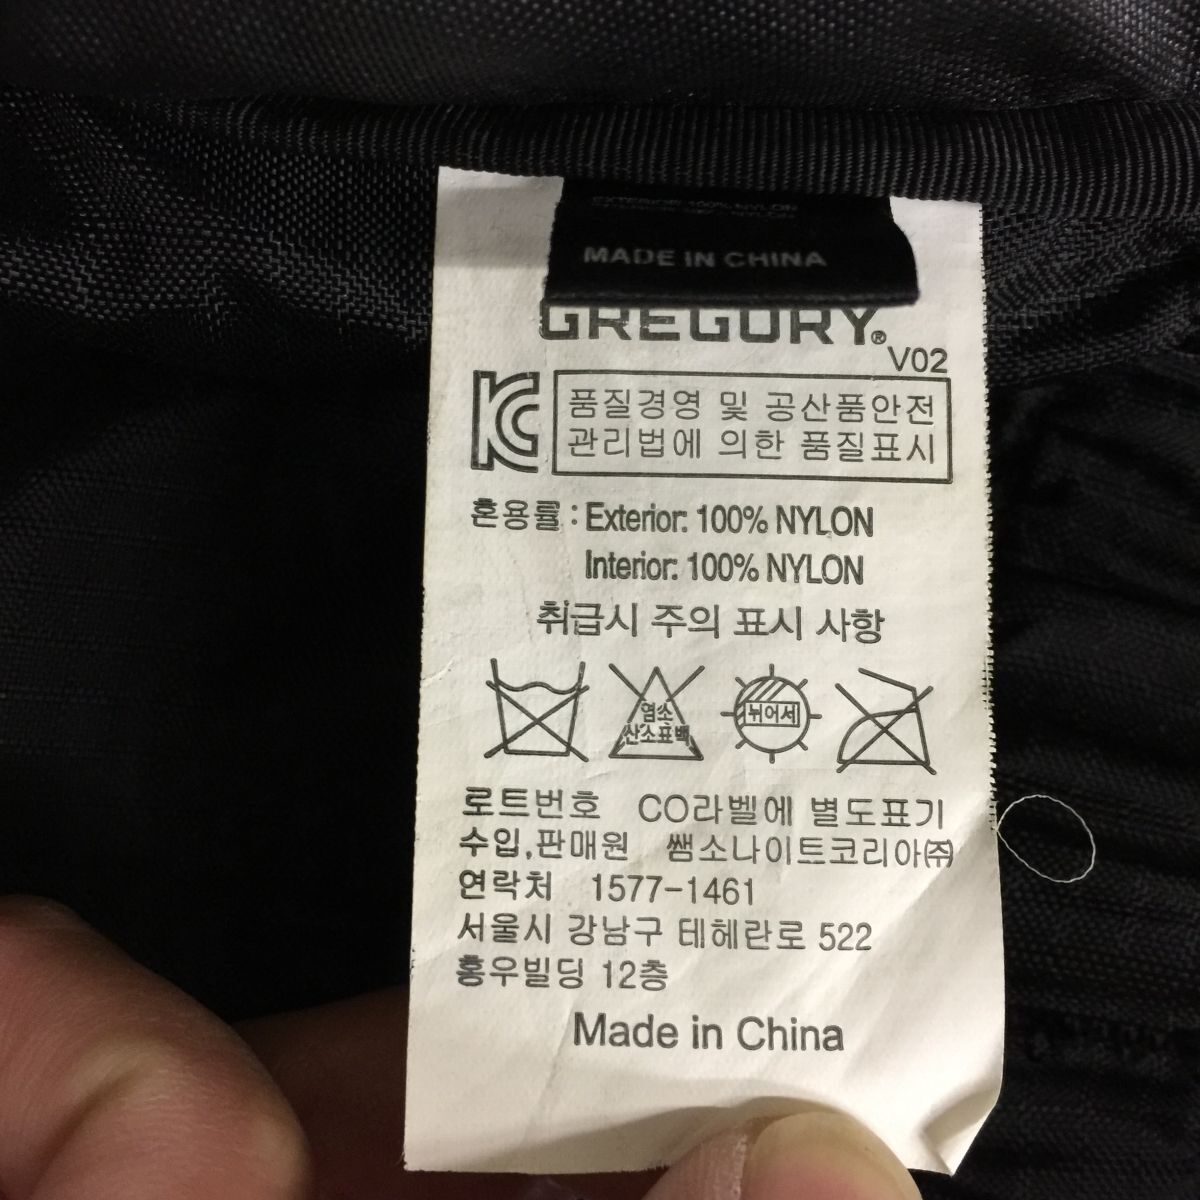 EXTERIOR: 100% NYLON
MADE IN CHINA
GREGORY®
V02
품질경영 및 공산품안전
관리법에 의한 품질표시
혼용률 : Exterior: 100% NYLON
Interior: 100% NYLON
취급시 주의 표시 사항
염소
산소표백
뉘어세
로트번호 CO라벨에 별도표기
수입,판매원 쌤소나이트코리아㈜
연락처 1577-1461
서울시 강남구 테헤란로 522
홍우빌딩 12층
Made in China